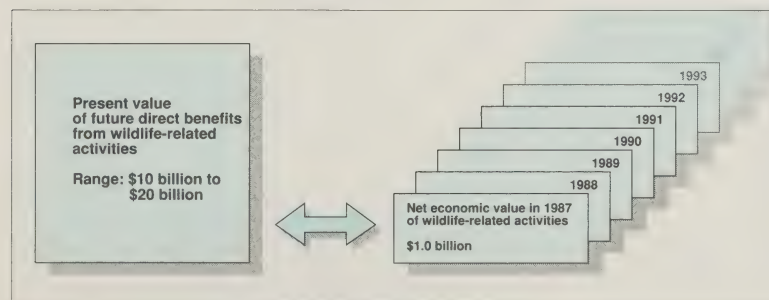 Present value
of future direct benefits
from wildlife-related
activities
Range: $10 billion to
$20 billion
1993
1992
1991
1990
1989
1988
Net economic value in 1987
of wildlife-related activities
$1.0 billion